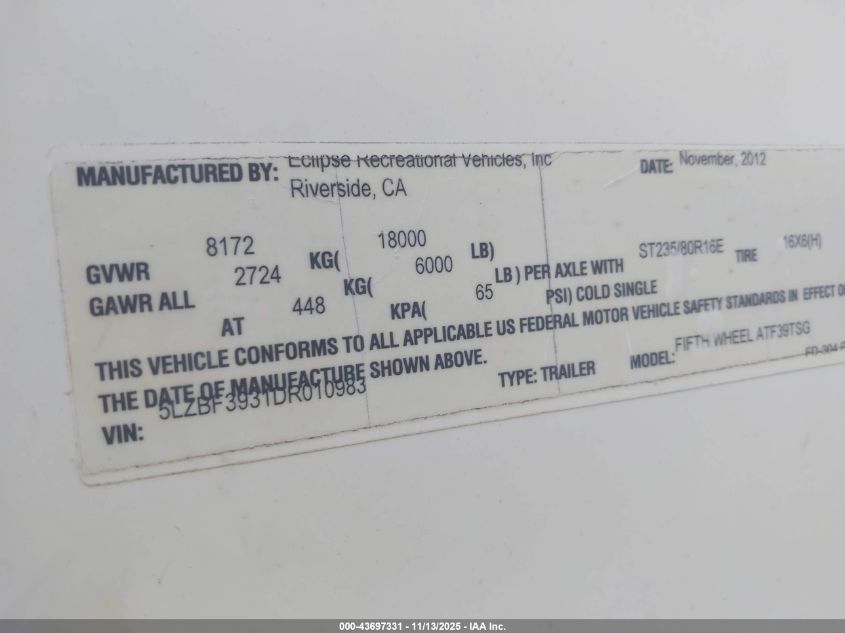 MANUFACTURED BY: Eclipse Recreational Vehicles, Inc DATE: November, 2012
Riverside, CA
GVWR 8172 KG( 18000 LB)
GAWR ALL 2724 KG( 6000 LB ) PER AXLE WITH ST235/80R16E TIRE 16X6(H)
AT 448 KPA( 65 PSI) COLD SINGLE
THIS VEHICLE CONFORMS TO ALL APPLICABLE US FEDERAL MOTOR VEHICLE SAFETY STANDARDS IN EFFECT
THE DATE OF MANUFACTURE SHOWN ABOVE.
VIN: 5LZBF3931DR010983 TYPE: TRAILER MODEL: FIFTH WHEEL ATF39TSG
000-43697331 - 11/13/2025 - IAA Inc.